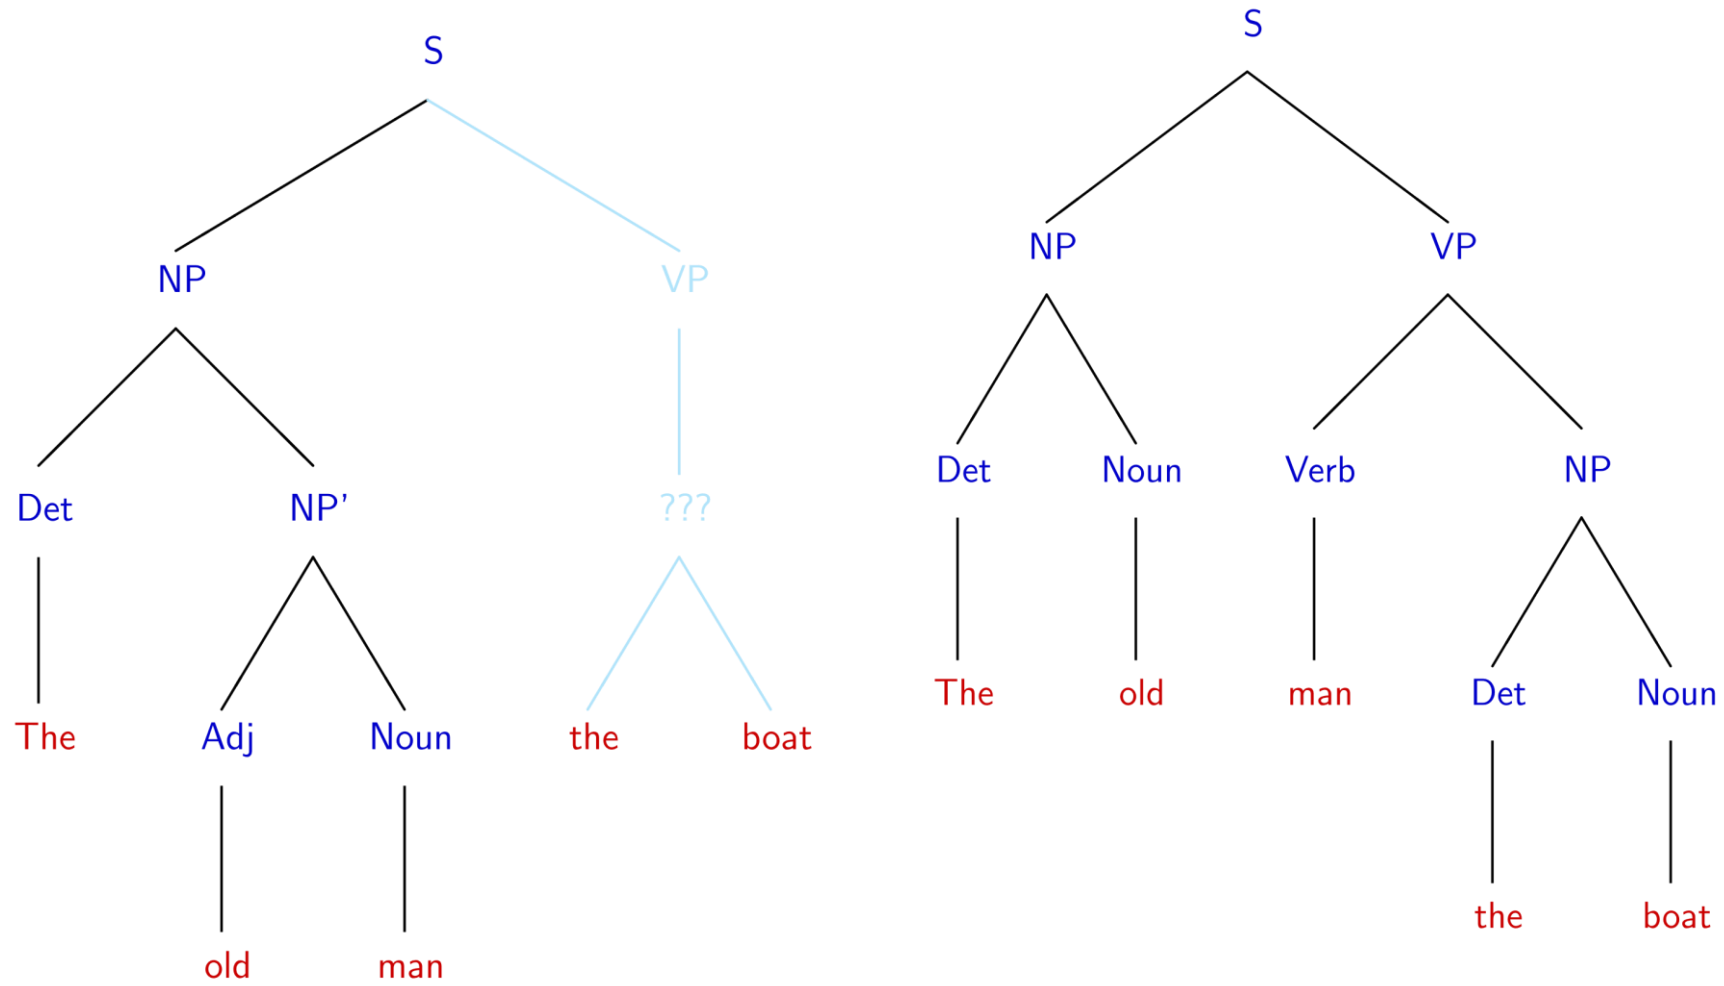 S
NP VP
Det NP' ???
The Adj Noun the boat
old man
S
NP VP
Det Noun Verb NP
The old man Det Noun
the boat